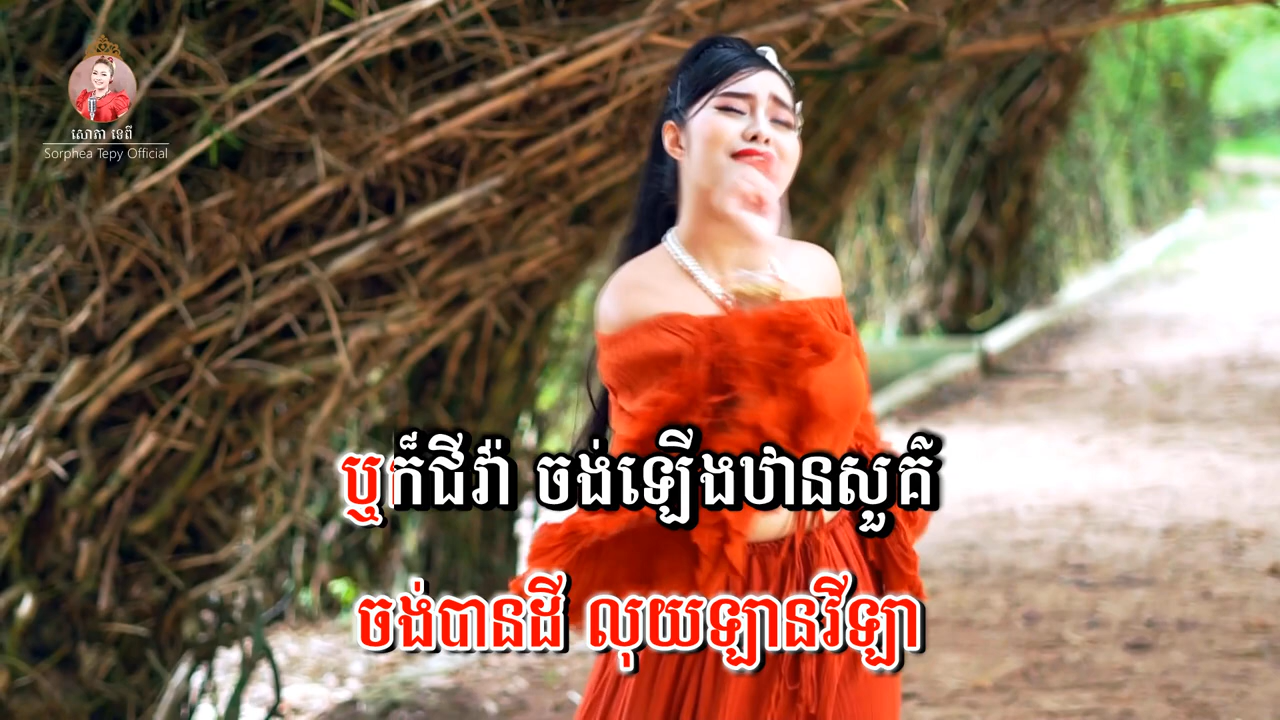 សោភា ទេពី
Sorphea Tepy Official
ឬក៏ជីវ៉ា ចង់ឡើងឋានសួគ៌
ចង់បានដី លុយឡានវីឡា